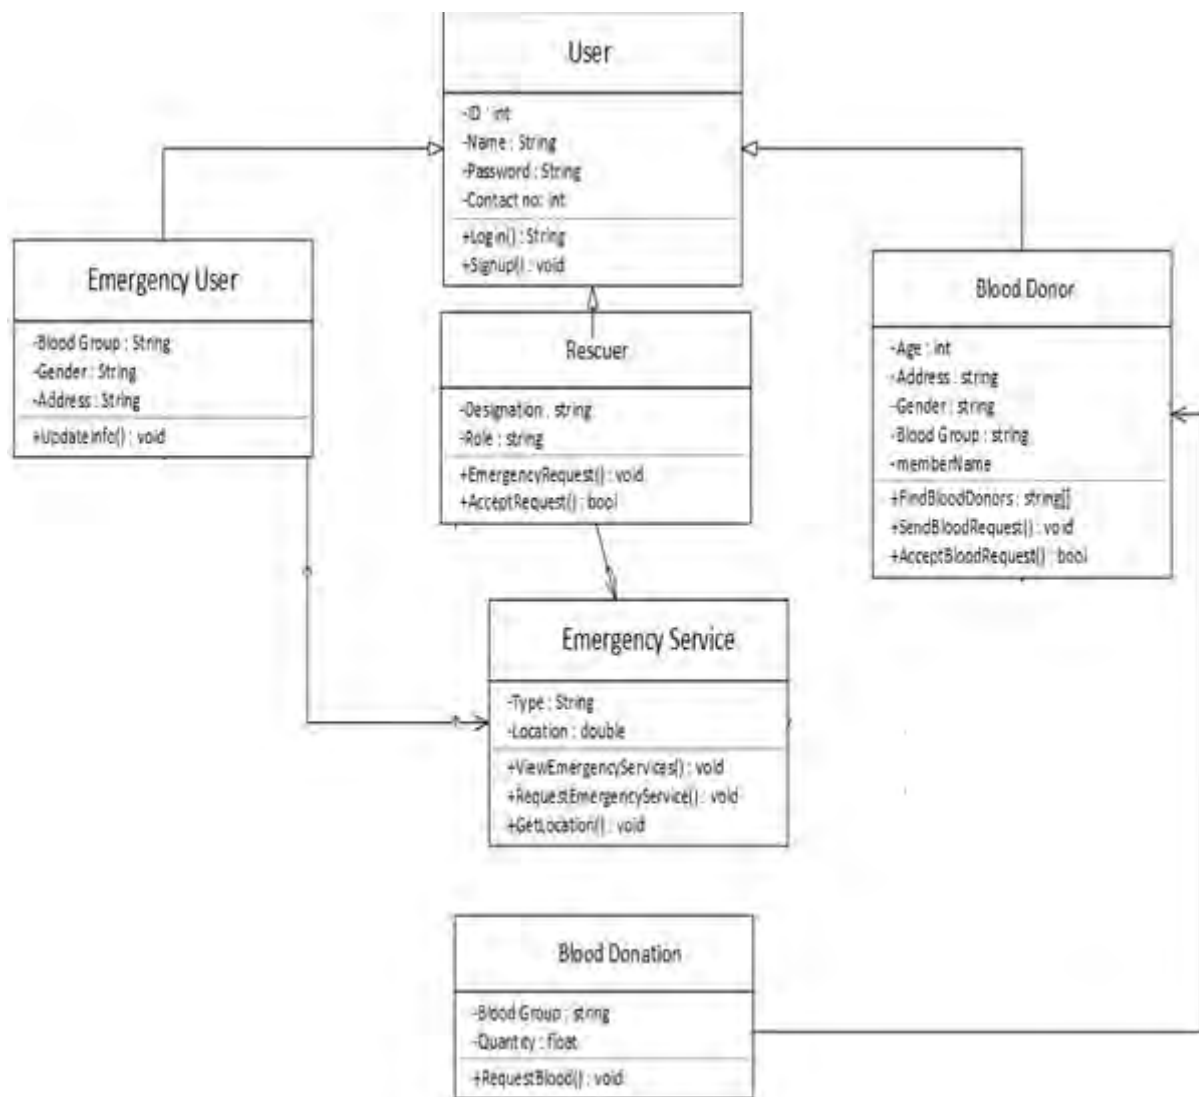 User
-ID : int
-Name : String
-Password : String
-Contact no: int
+Login() : String
+Signup() : void
Emergency User
-Blood Group : String
-Gender : String
-Address : String
+UpdateInfo() : void
Rescuer
-Designation : string
-Role : string
+EmergencyRequest() : void
+AcceptRequest() : bool
Blood Donor
-Age : int
-Address : string
-Gender : string
-Blood Group : string
-memberName
+FindBloodDonors : string[]
+SendBloodRequest() : void
+AcceptBloodRequest() : bool
Emergency Service
-Type : String
-Location : double
+ViewEmergencyServices() : void
+RequestEmergencyService() : void
+GetLocation() : void
Blood Donation
-Blood Group : string
-Quantity : float
+RequestBlood() : void